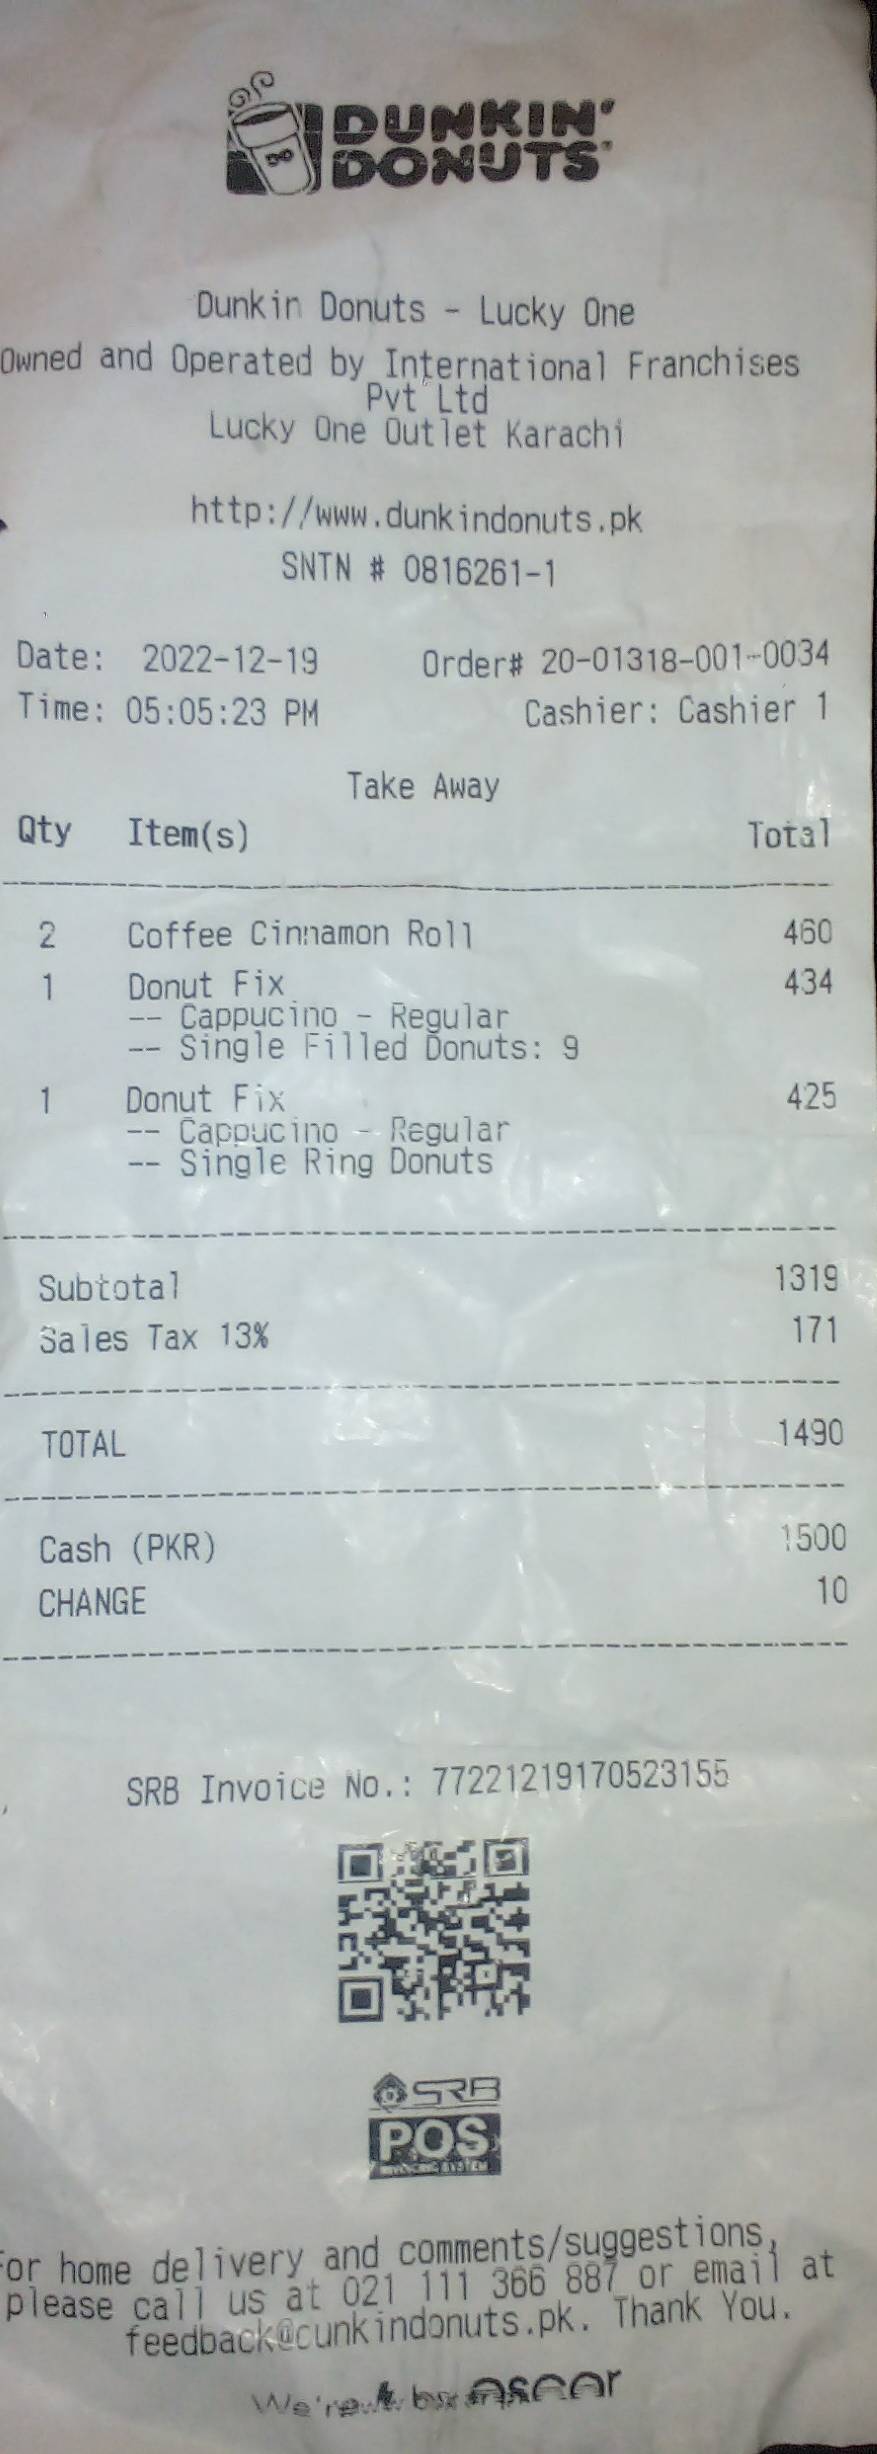 DUNKIN'
DONUTS
Dunkin Donuts - Lucky One
Owned and Operated by International Franchises
Pvt Ltd
Lucky One Outlet Karachi
http://www.dunkindonuts.pk
SNTN # 0816261-1
Date: 2022-12-19 Order# 20-01318-001-0034
Time: 05:05:23 PM Cashier: Cashier 1
Take Away
Qty Item(s) Total
2 Coffee Cinnamon Roll 460
1 Donut Fix 434
-- Cappucino - Regular
-- Single Filled Donuts: 9
1 Donut Fix 425
-- Cappucino - Regular
-- Single Ring Donuts
Subtotal 1319
Sales Tax 13% 171
TOTAL 1490
Cash (PKR) 1500
CHANGE 10
SRB Invoice No.: 77221219170523155
SRB
POS
For home delivery and comments/suggestions,
please call us at 021 111 366 887 or email at
feedback@cunkindonuts.pk. Thank You.
We're by